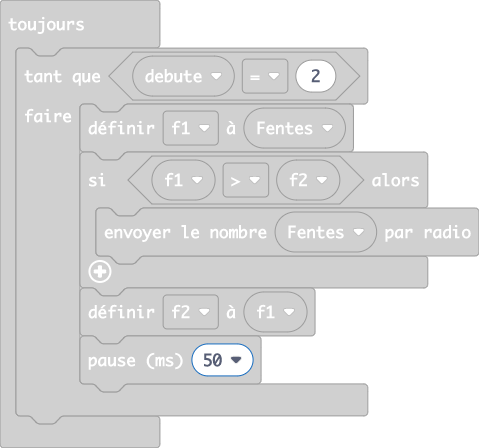 toujours
tant que debute = 2
faire
définir f1 à Fentes
si f1 > f2 alors
envoyer le nombre Fentes par radio
définir f2 à f1
pause (ms) 50